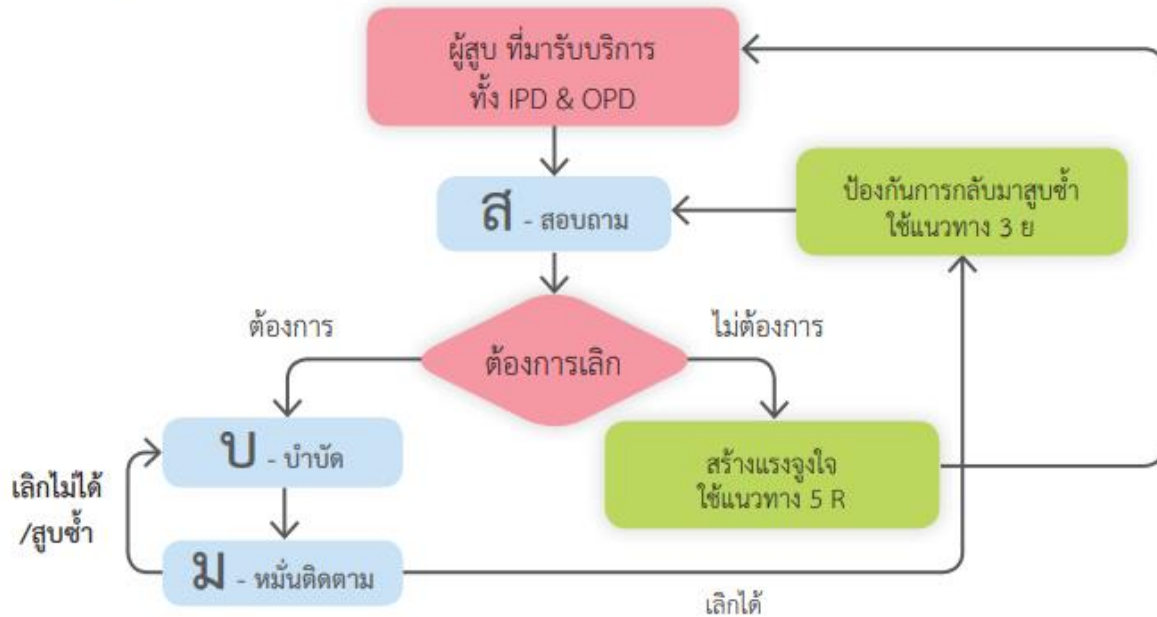 ผู้สูบ ที่มารับบริการ
ทั้ง IPD & OPD
ส - สอบถาม
ป้องกันการกลับมาสูบซ้ำ
ใช้แนวทาง 3 ย
ต้องการ
ไม่ต้องการ
ต้องการเลิก
บ - บำบัด
สร้างแรงจูงใจ
ใช้แนวทาง 5 R
เลิกไม่ได้
/สูบซ้ำ
ม - หมั่นติดตาม
เลิกได้